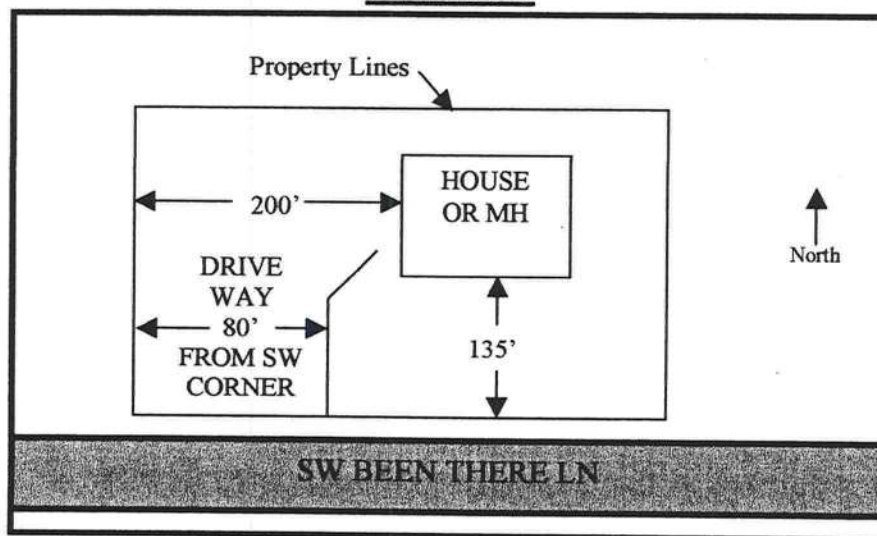 Property Lines
HOUSE
OR MH
200’
North
DRIVE
WAY
80’
FROM SW
CORNER
135’
SW BEEN THERE LN